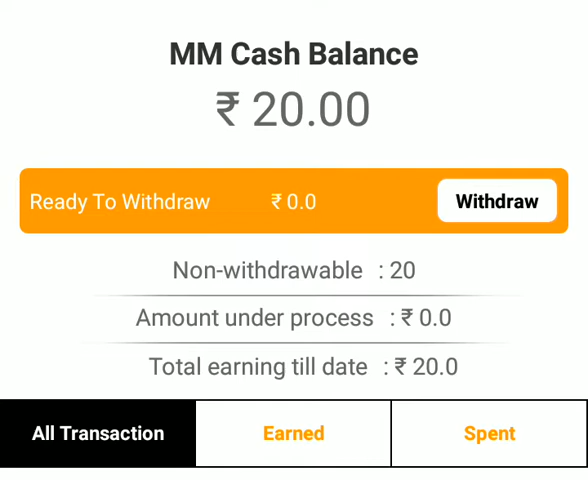 MM Cash Balance
₹ 20.00
Ready To Withdraw ₹ 0.0 Withdraw
Non-withdrawable : 20
Amount under process : ₹ 0.0
Total earning till date : ₹ 20.0
All Transaction Earned Spent